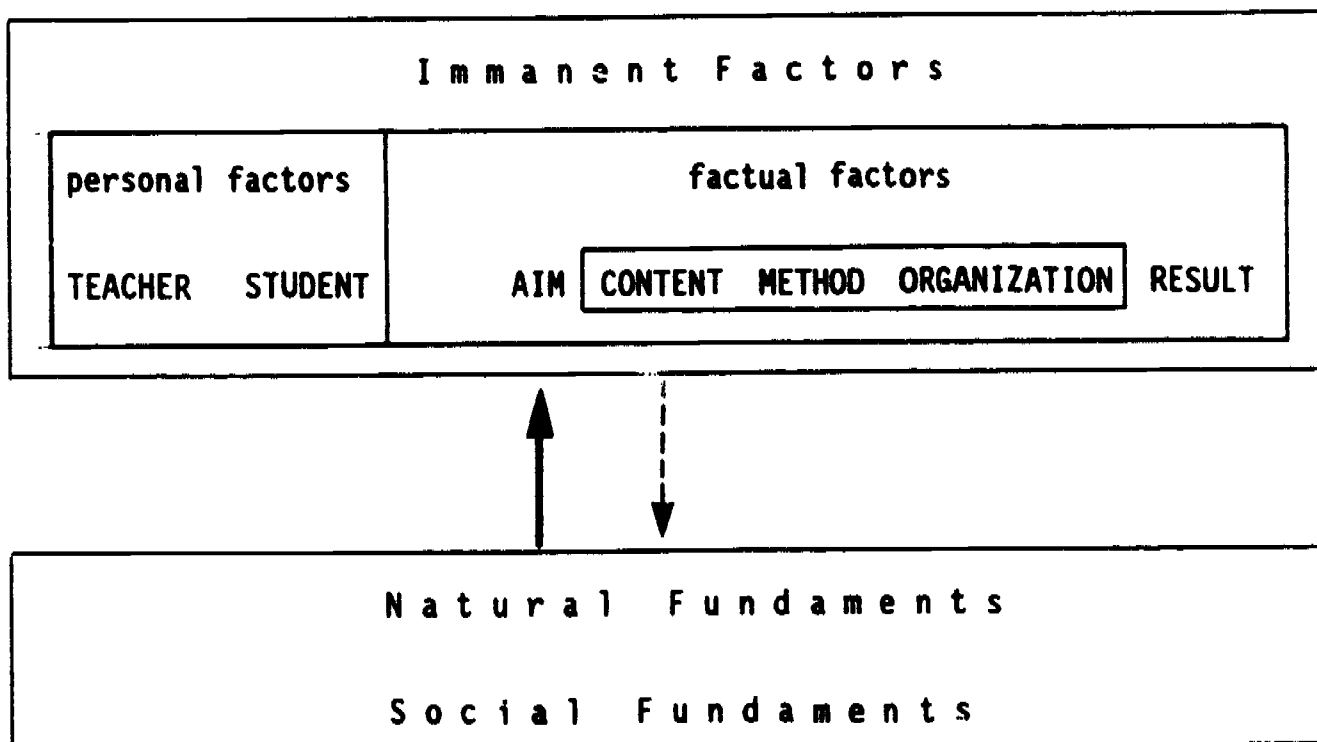 Immanent Factors
personal factors
factual factors
TEACHER STUDENT
AIM CONTENT METHOD ORGANIZATION RESULT
Natural Fundaments
Social Fundaments